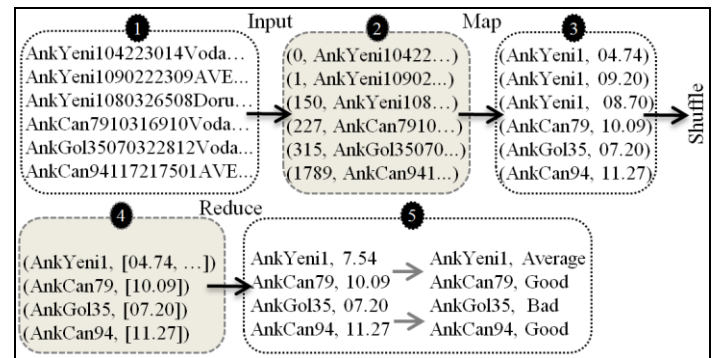 1 Input 2 Map 3
AnkYeni104223014Voda...
AnkYeni1090222309AVE...
AnkYeni1080326508Doru...
AnkCan7910316910Voda...
AnkGol35070322812Voda...
AnkCan94117217501AVE...
(0, AnkYeni10422...)
(1, AnkYeni10902...)
(150, AnkYeni108...)
(227, AnkCan7910...)
(315, AnkGol35070...)
(1789, AnkCan941...)
(AnkYeni1, 04.74)
(AnkYeni1, 09.20)
(AnkYeni1, 08.70)
(AnkCan79, 10.09)
(AnkGol35, 07.20)
(AnkCan94, 11.27)
Shuffle
4 Reduce 5
(AnkYeni1, [04.74, ...])
(AnkCan79, [10.09])
(AnkGol35, [07.20])
(AnkCan94, [11.27])
AnkYeni1, 7.54
AnkCan79, 10.09
AnkGol35, 07.20
AnkCan94, 11.27
AnkYeni1, Average
AnkCan79, Good
AnkGol35, Bad
AnkCan94, Good